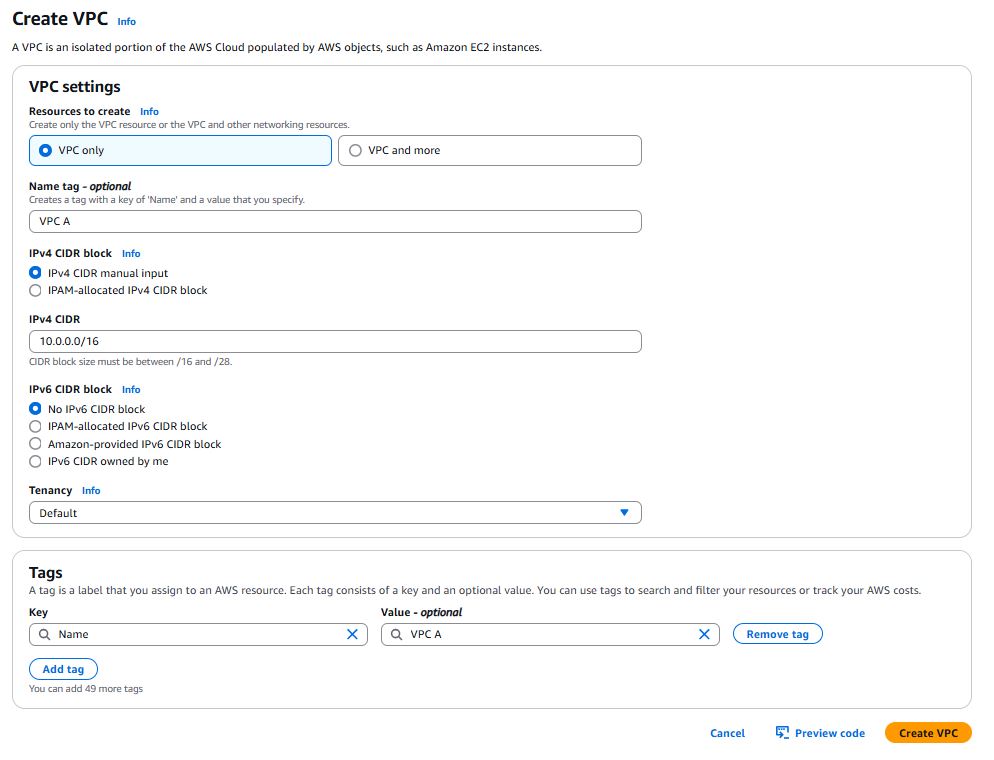 Create VPC Info
A VPC is an isolated portion of the AWS Cloud populated by AWS objects, such as Amazon EC2 instances.
VPC settings
Resources to create Info
Create only the VPC resource or the VPC and other networking resources.
VPC only
VPC and more
Name tag - optional
Creates a tag with a key of 'Name' and a value that you specify.
VPC A
IPv4 CIDR block Info
IPv4 CIDR manual input
IPAM-allocated IPv4 CIDR block
IPv4 CIDR
10.0.0.0/16
CIDR block size must be between /16 and /28.
IPv6 CIDR block Info
No IPv6 CIDR block
IPAM-allocated IPv6 CIDR block
Amazon-provided IPv6 CIDR block
IPv6 CIDR owned by me
Tenancy Info
Default
Tags
A tag is a label that you assign to an AWS resource. Each tag consists of a key and an optional value. You can use tags to search and filter your resources or track your AWS costs.
Key
Value - optional
Name
VPC A
Remove tag
Add tag
You can add 49 more tags
Cancel
Preview code
Create VPC